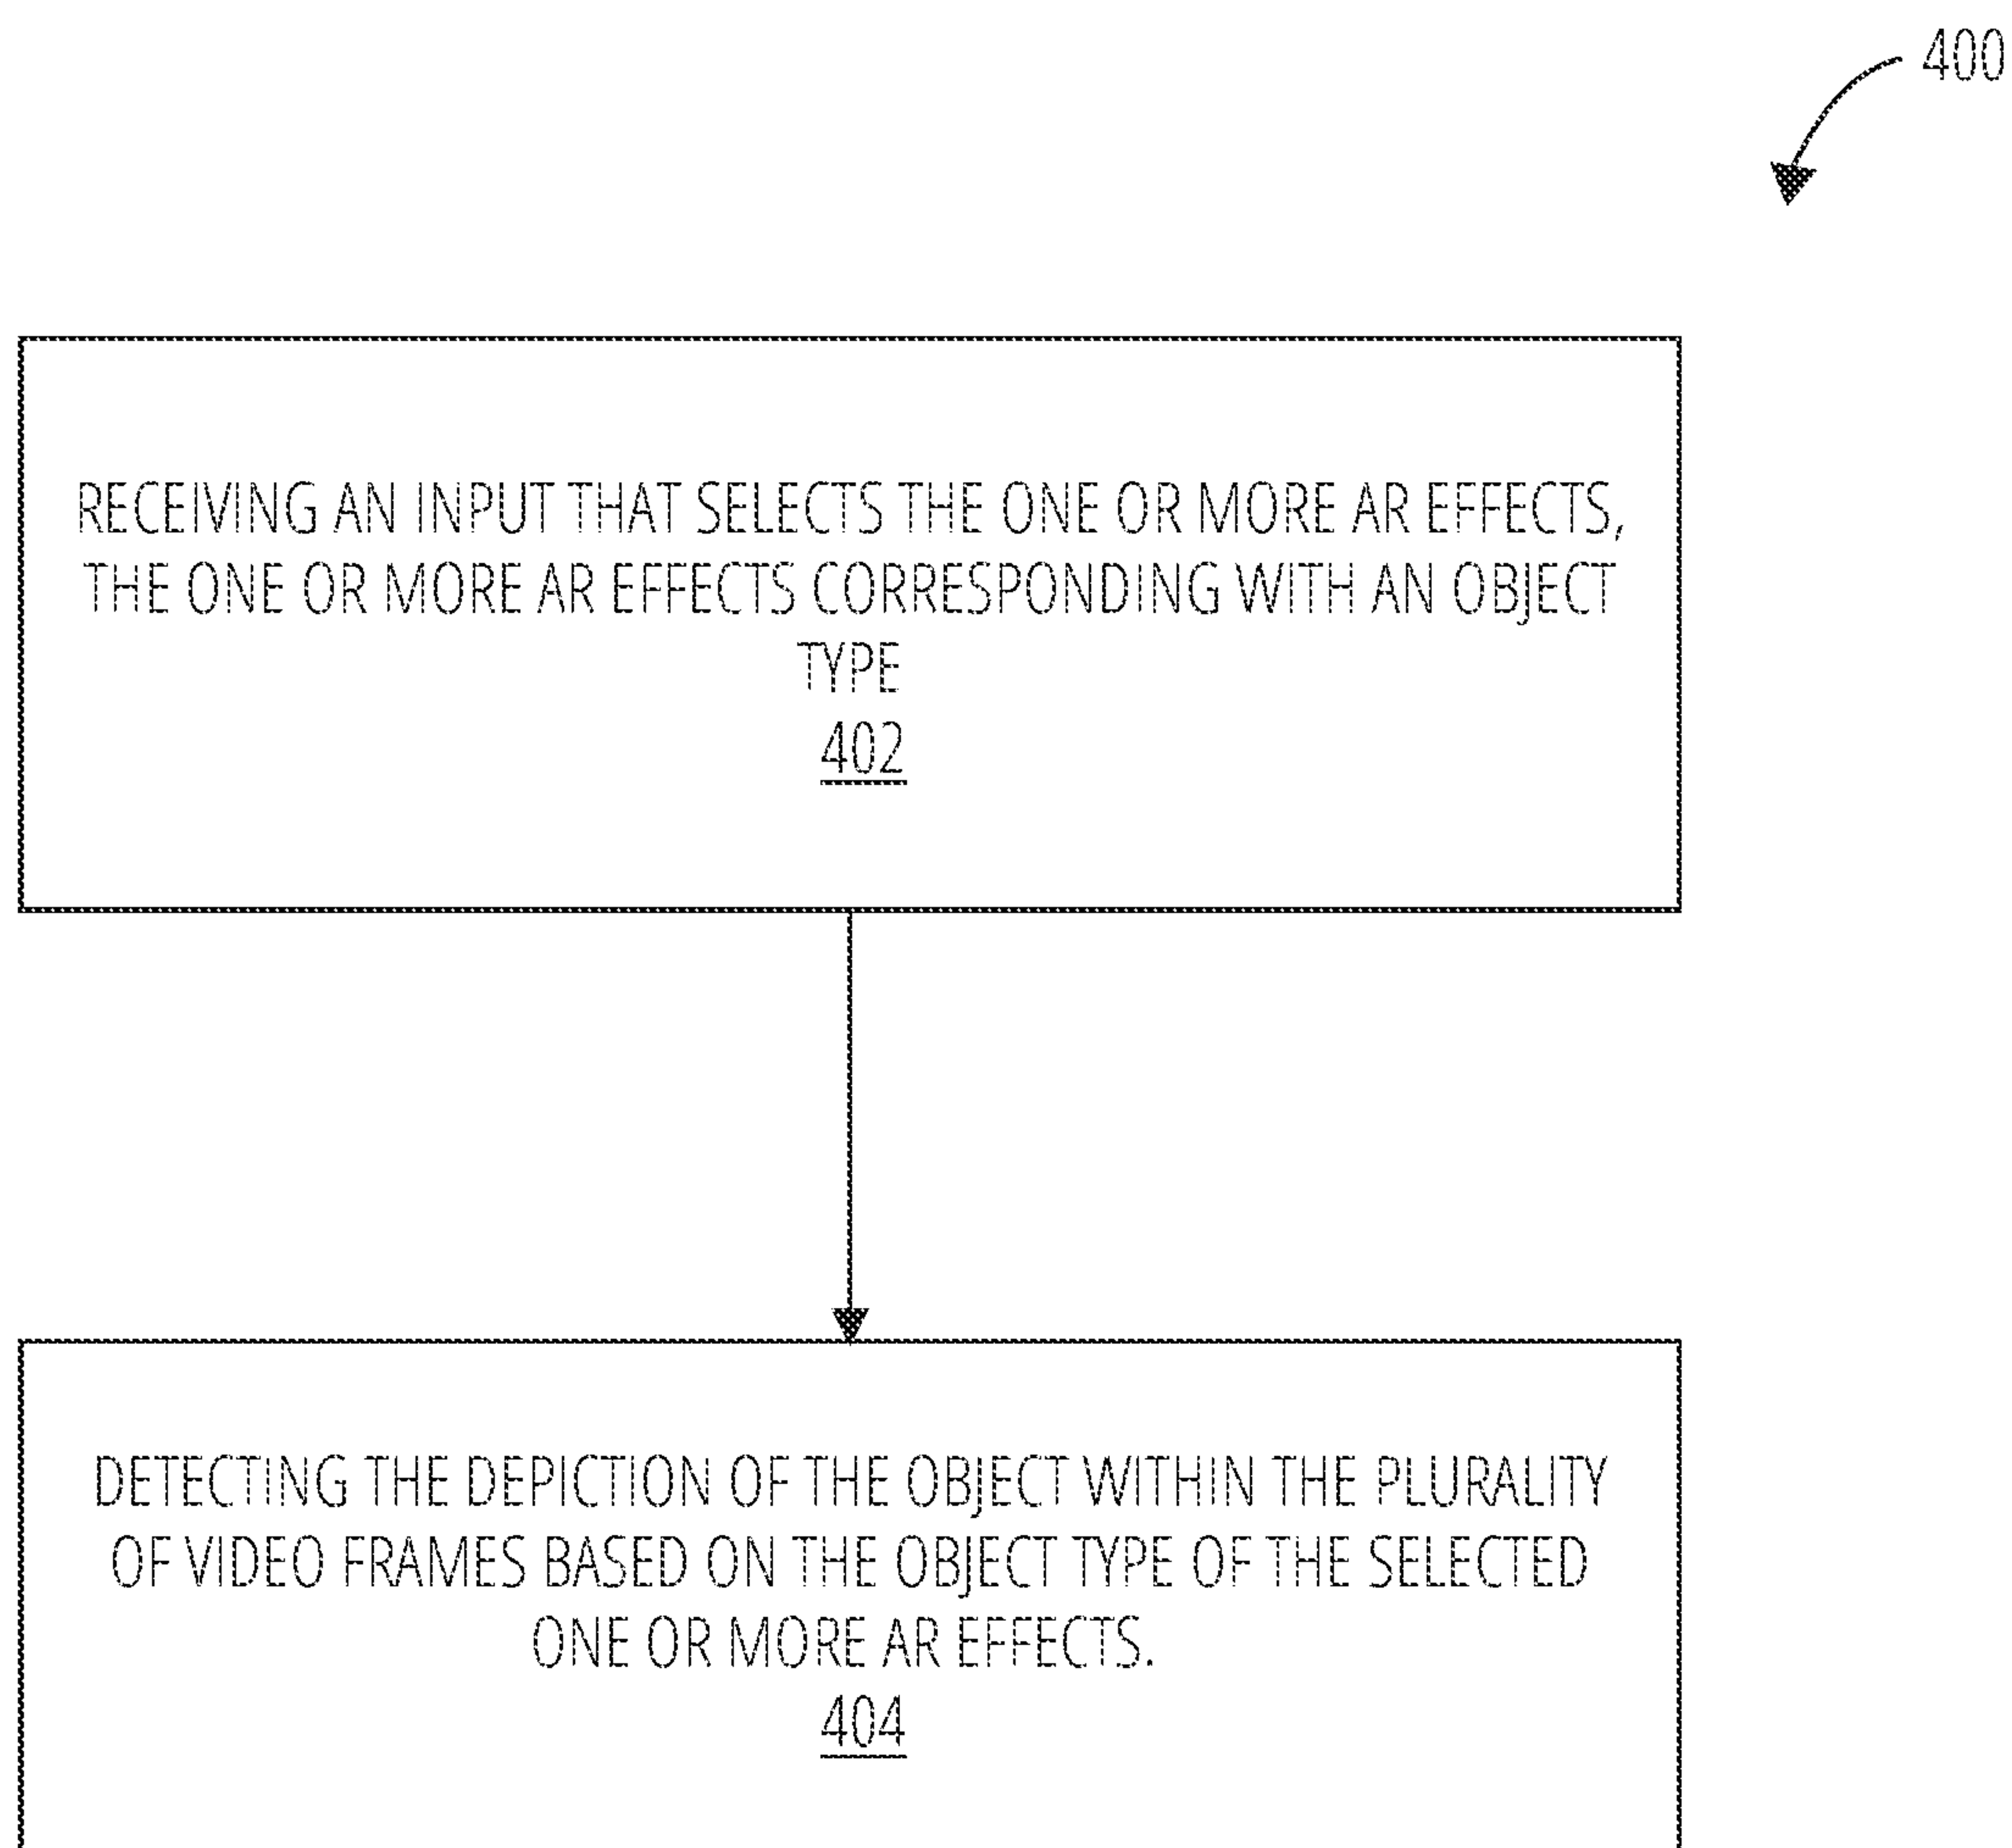 400
RECEIVING AN INPUT THAT SELECTS THE ONE OR MORE AR EFFECTS,
THE ONE OR MORE AR EFFECTS CORRESPONDING WITH AN OBJECT
TYPE
402
DETECTING THE DEPICTION OF THE OBJECT WITHIN THE PLURALITY
OF VIDEO FRAMES BASED ON THE OBJECT TYPE OF THE SELECTED
ONE OR MORE AR EFFECTS.
404